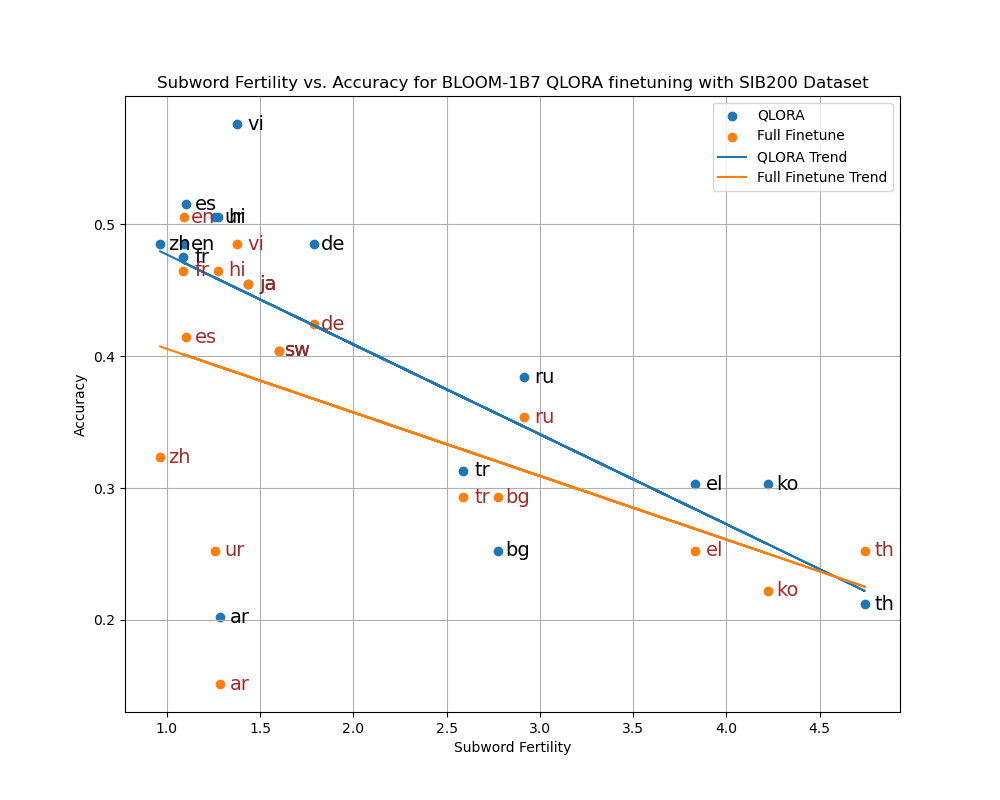 Subword Fertility vs. Accuracy for BLOOM-1B7 QLORA finetuning with SIB200 Dataset
QLORA
Full Finetune
QLORA Trend
Full Finetune Trend
vi
es
en
ur
hi
zh
en
vi
de
fr
fr
hi
ja
ja
de
es
sw
sw
ru
ru
zh
tr
el
ko
tr
bg
ur
bg
el
th
ko
ar
th
ar
0.5
0.4
0.3
0.2
Accuracy
1.0 1.5 2.0 2.5 3.0 3.5 4.0 4.5
Subword Fertility